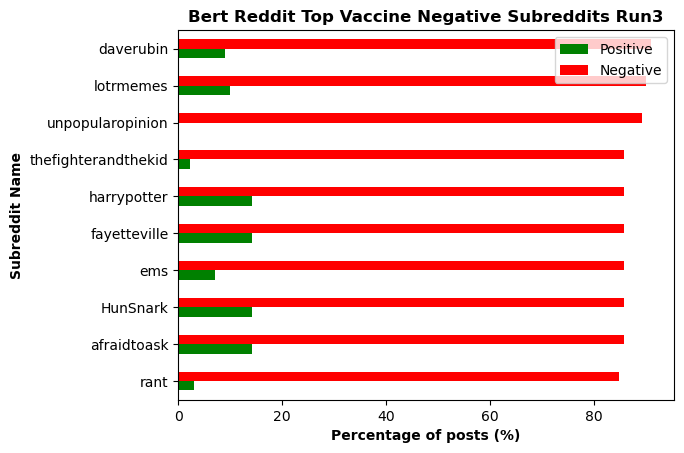 Bert Reddit Top Vaccine Negative Subreddits Run3
Positive
Negative
daverubin
lotrmemes
unpopularopinion
thefighterandthekid
harrypotter
fayetteville
ems
HunSnark
afraidtoask
rant
Subreddit Name
0 20 40 60 80
Percentage of posts (%)